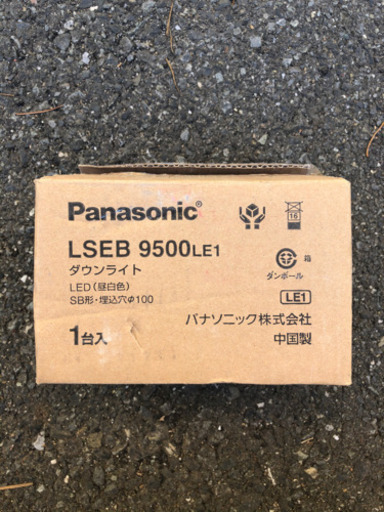 Panasonic®
16
LSEB 9500LE1
ダウンライト
箱
ダンボール
LED（昼白色）
SB形・埋込穴φ100
LE1
1台入
パナソニック株式会社
中国製